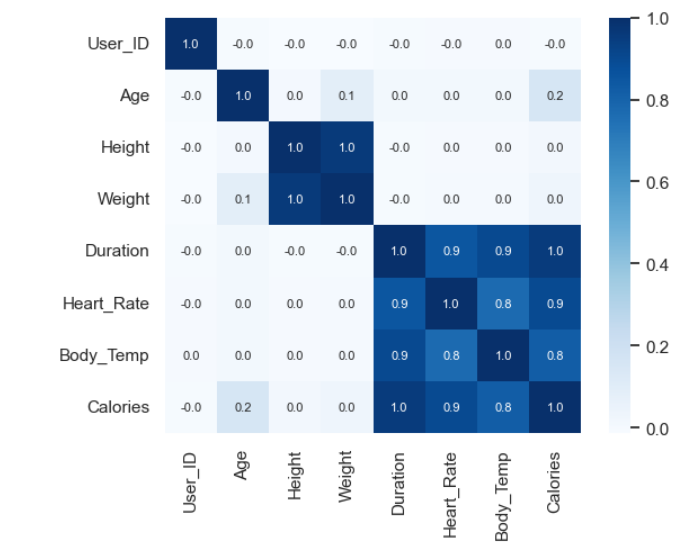 User_ID 1.0 -0.0 -0.0 -0.0 -0.0 -0.0 0.0 -0.0
Age -0.0 1.0 0.0 0.1 0.0 0.0 0.0 0.2
Height -0.0 0.0 1.0 1.0 -0.0 0.0 0.0 0.0
Weight -0.0 0.1 1.0 1.0 -0.0 0.0 0.0 0.0
Duration -0.0 0.0 -0.0 -0.0 1.0 0.9 0.9 1.0
Heart_Rate -0.0 0.0 0.0 0.0 0.9 1.0 0.8 0.9
Body_Temp 0.0 0.0 0.0 0.0 0.9 0.8 1.0 0.8
Calories -0.0 0.2 0.0 0.0 1.0 0.9 0.8 1.0
User_ID Age Height Weight Duration Heart_Rate Body_Temp Calories
1.0
0.8
0.6
0.4
0.2
0.0